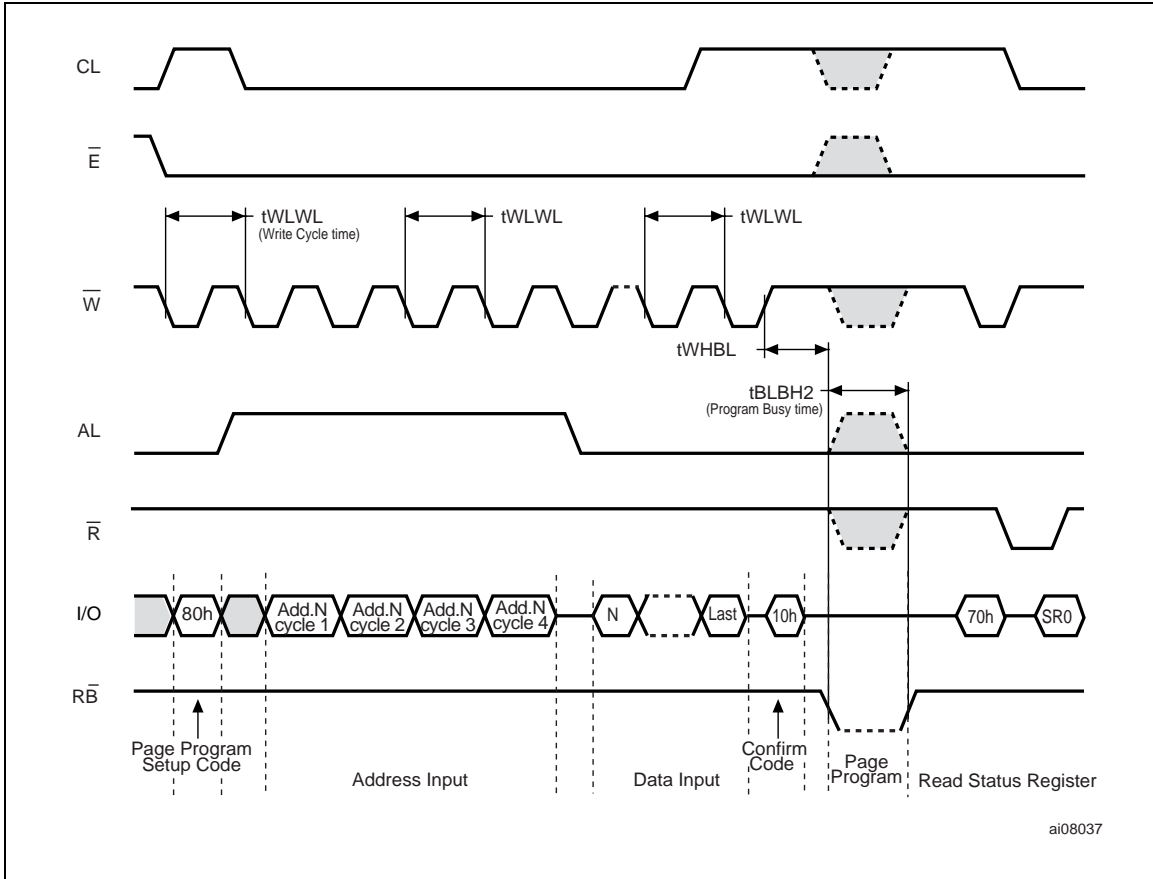 CL
E
tWLWL
(Write Cycle time)
tWLWL
tWLWL
W
tWHBL
tBLBH2
(Program Busy time)
AL
R
I/O
80h
Add.N
cycle 1
Add.N
cycle 2
Add.N
cycle 3
Add.N
cycle 4
N
Last
10h
70h
SR0
RB
Page Program
Setup Code
Address Input
Data Input
Confirm
Code
Page
Program
Read Status Register
ai08037